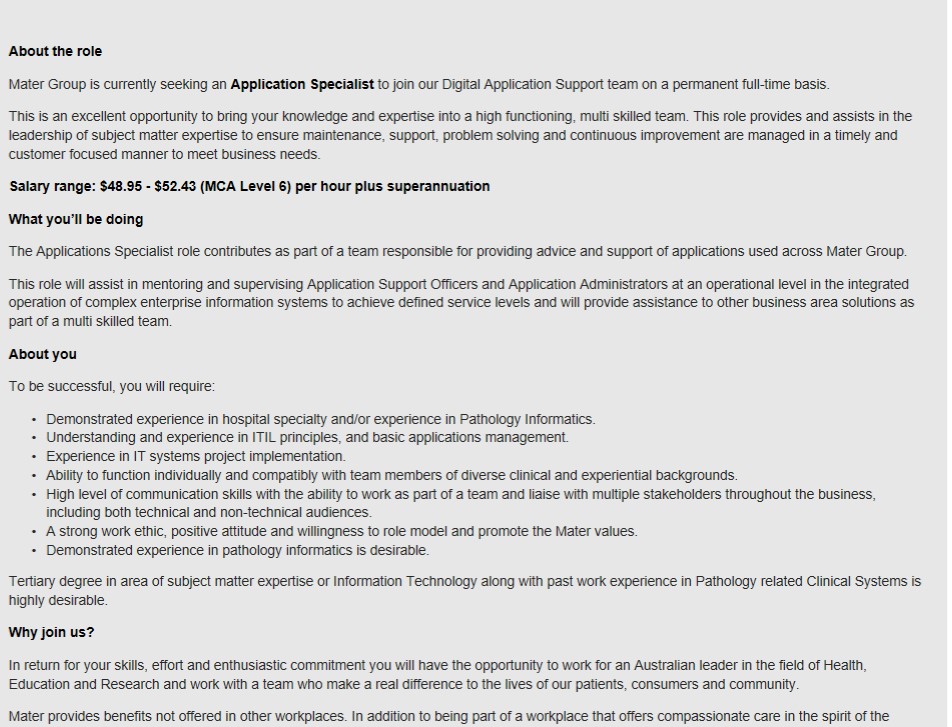 About the role
Mater Group is currently seeking an Application Specialist to join our Digital Application Support team on a permanent full-time basis.
This is an excellent opportunity to bring your knowledge and expertise into a high functioning, multi skilled team. This role provides and assists in the
leadership of subject matter expertise to ensure maintenance, support, problem solving and continuous improvement are managed in a timely and
customer focused manner to meet business needs.
Salary range: $48.95 - $52.43 (MCA Level 6) per hour plus superannuation
What you'll be doing
The Applications Specialist role contributes as part of a team responsible for providing advice and support of applications used across Mater Group.
This role will assist in mentoring and supervising Application Support Officers and Application Administrators at an operational level in the integrated
operation of complex enterprise information systems to achieve defined service levels and will provide assistance to other business area solutions as
part of a multi skilled team.
About you
To be successful, you will require:
• Demonstrated experience in hospital specialty and/or experience in Pathology Informatics.
• Understanding and experience in ITIL principles, and basic applications management.
• Experience in IT systems project implementation.
• Ability to function individually and compatibly with team members of diverse clinical and experiential backgrounds.
• High level of communication skills with the ability to work as part of a team and liaise with multiple stakeholders throughout the business,
including both technical and non-technical audiences.
• A strong work ethic, positive attitude and willingness to role model and promote the Mater values.
• Demonstrated experience in pathology informatics is desirable.
Tertiary degree in area of subject matter expertise or Information Technology along with past work experience in Pathology related Clinical Systems is
highly desirable.
Why join us?
In return for your skills, effort and enthusiastic commitment you will have the opportunity to work for an Australian leader in the field of Health,
Education and Research and work with a team who make a real difference to the lives of our patients, consumers and community.
Mater provides benefits not offered in other workplaces. In addition to being part of a workplace that offers compassionate care in the spirit of the